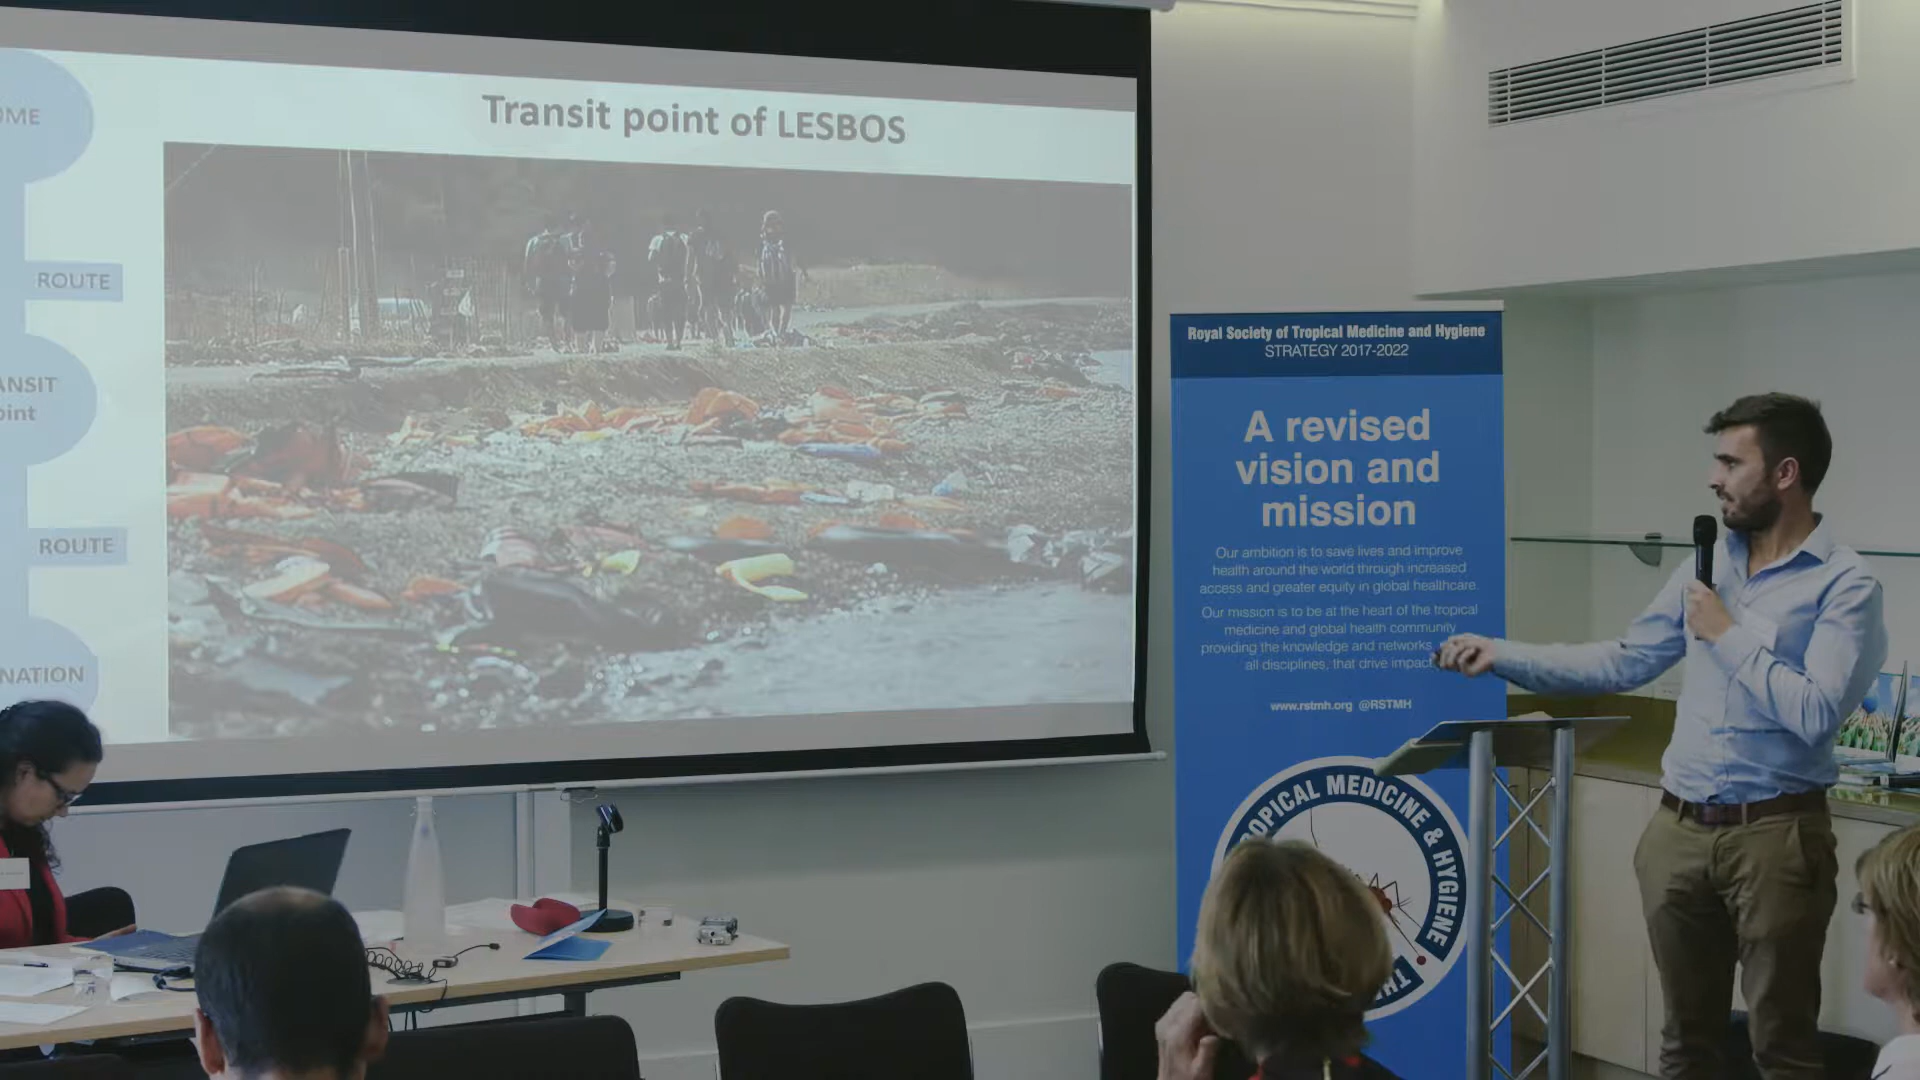 Transit point of LESBOS
OME
ROUTE
ANSIT
oint
ROUTE
NATION
Royal Society of Tropical Medicine and Hygiene
STRATEGY 2017-2022
A revised
vision and
mission
Our ambition is to save lives and improve
health around the world through increased
access and greater equity in global healthcare.
Our mission is to be at the heart of the tropical
medicine and global health community
providing the knowledge and networks,
all disciplines, that drive impact
www.rstmh.org @RSTMH
OPICAL MEDICINE & HYGIENE
TH